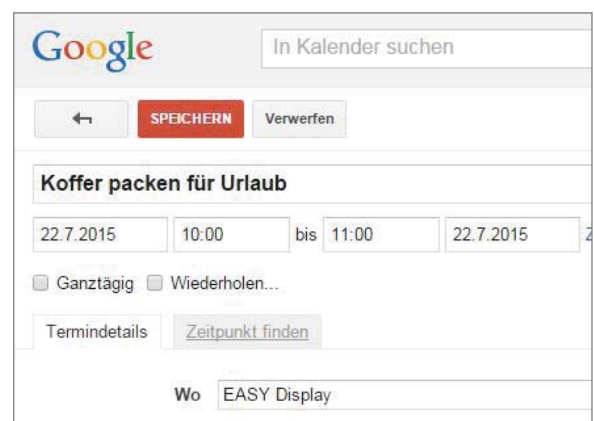 Google In Kalender suchen
SPEICHERN Verwerfen
Koffer packen für Urlaub
22.7.2015 10:00 bis 11:00 22.7.2015
Ganztägig Wiederholen...
Termindetails Zeitpunkt finden
Wo EASY Display